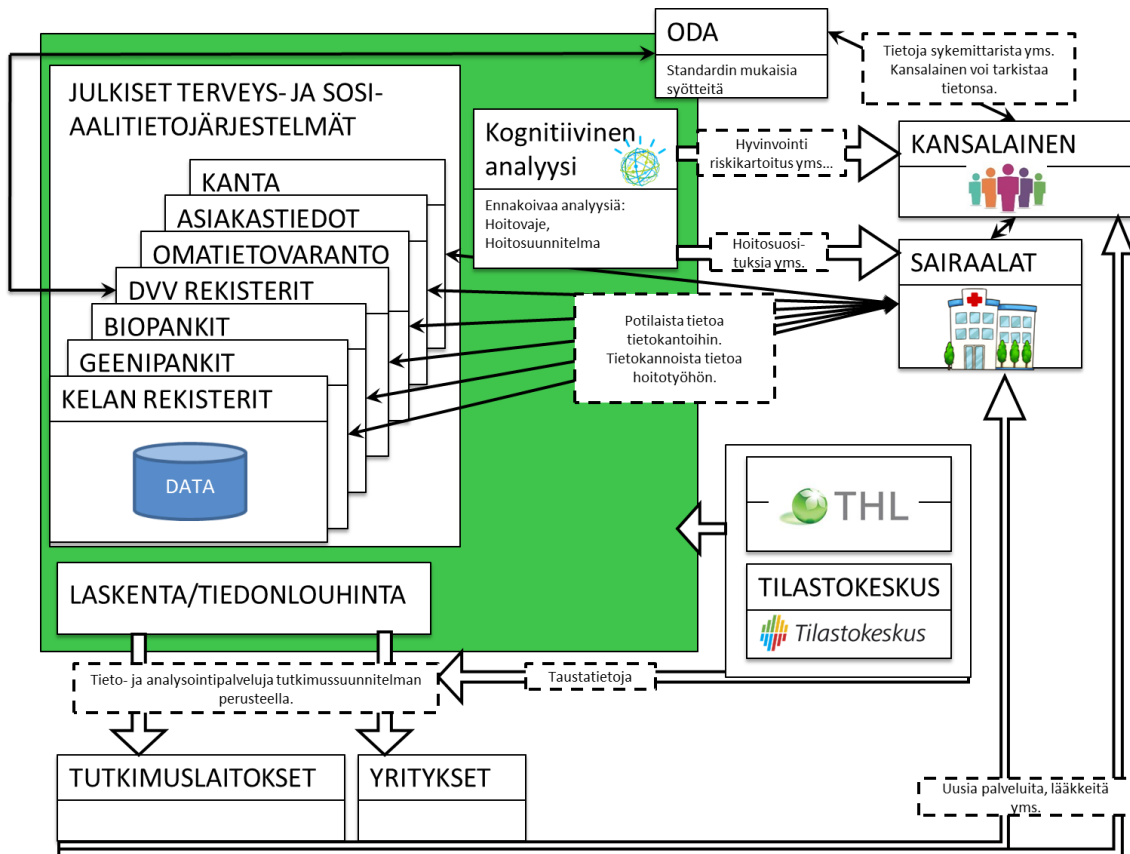 ODA
Standardin mukaisia
syötteitä
Tietoja sykemittarista yms.
Kansalainen voi tarkistaa
tietonsa.
JULKISET TERVEYS- JA SOSI-
AALITIETOJÄRJESTELMÄT
KANTA
ASIAKASTIEDOT
OMATIETOVARANTO
DVV REKISTERIT
BIOPANKIT
GEENIPANKIT
KELAN REKISTERIT
DATA
Kognitiivinen
analyysi
Ennakoivaa analyysiä:
Hoitovaje,
Hoitosuunnitelma
Hyvinvointi
riskikartoitus yms...
KANSALAINEN
Hoitosuosi-
tuksia yms.
SAIRAALAT
Potilaista tietoa
tietokantoihin.
Tietokannoista tietoa
hoitotyöhön.
THL
TILASTOKESKUS
Tilastokeskus
LASKENTA/TIEDONLOUHINTA
Tieto- ja analysointipalveluja tutkimussuunnitelman
perusteella.
Taustatietoja
TUTKIMUSLAITOKSET
YRITYKSET
Uusia palveluita, lääkkeitä
yms.